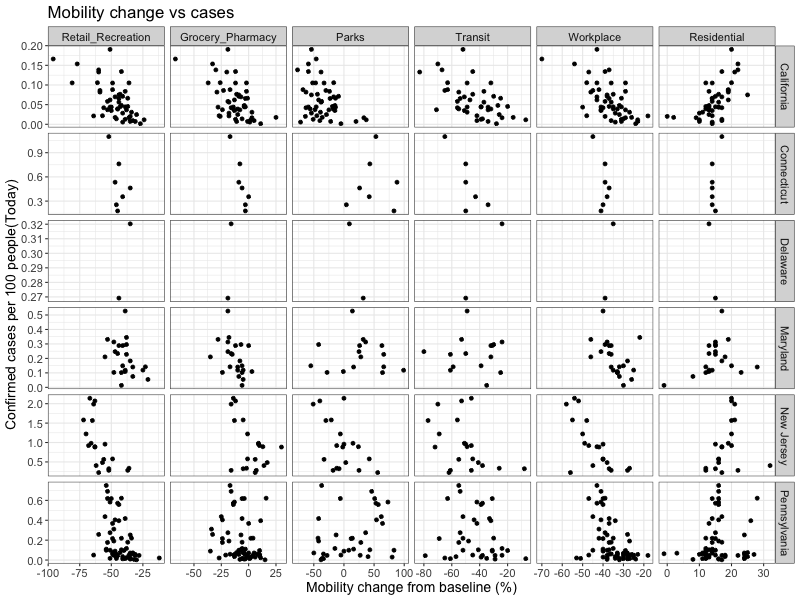 Mobility change vs cases
Retail_Recreation Grocery_Pharmacy Parks Transit Workplace Residential
Confirmed cases per 100 people(Today)
0.20
0.15
0.10
0.05
0.00
California
0.9
0.6
0.3
Connecticut
0.32
0.31
0.30
0.29
0.28
0.27
Delaware
0.5
0.4
0.3
0.2
0.1
0.0
Maryland
2.0
1.5
1.0
0.5
New Jersey
0.6
0.4
0.2
0.0
Pennsylvania
-100 -75 -50 -25 -50 -25 0 25 -50 0 50 100 -80 -60 -40 -20 -70 -60 -50 -40 -30 -20 0 10 20 30
Mobility change from baseline (%)